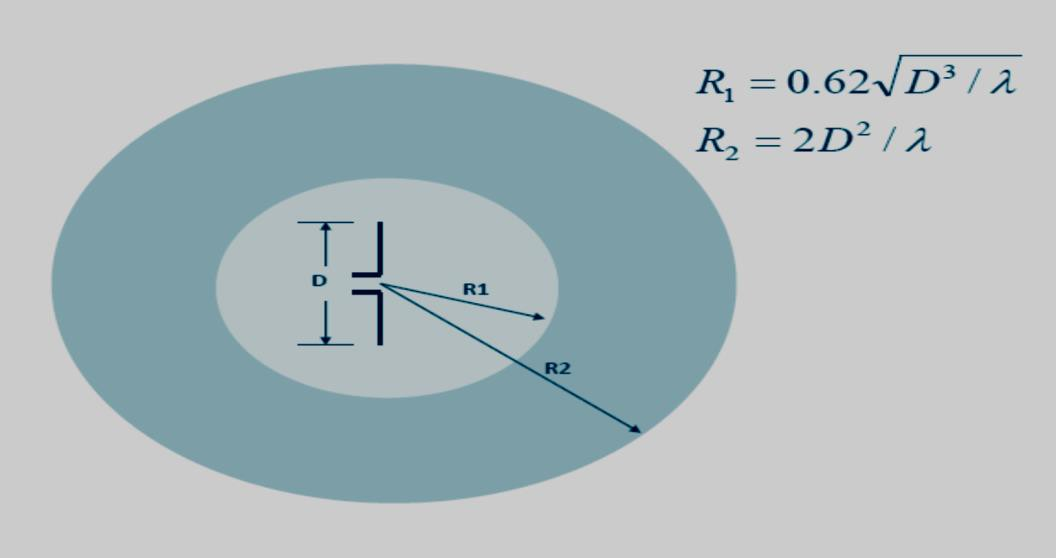 R₁ = 0.62√D³ / λ
R₂ = 2D² / λ
D
R1
R2